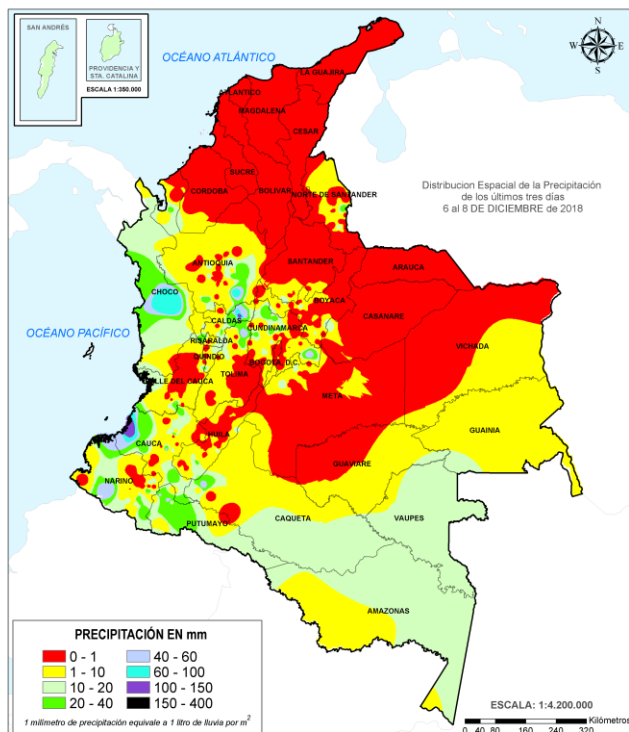 SAN ANDRÉS
PROVIDENCIA Y
STA. CATALINA
ESCALA 1:350.000
OCÉANO ATLÁNTICO
N
W E
S
LA GUAJIRA
ATLANTICO
MAGDALENA
CESAR
SUCRE
CORDOBA
BOLIVAR
NORTE DE SANTANDER
Distribucion Espacial de la Precipitación
de los últimos tres días
6 al 8 DE DICIEMBRE de 2018
ANTIOQUIA
SANTANDER
ARAUCA
CHOCO
BOYACA
CASANARE
OCÉANO PACÍFICO
CALDAS
CUNDINAMARCA
RISARALDA
VICHADA
QUINDIO
BOGOTA, D.C.
TOLIMA
VALLE DEL CAUCA
META
GUAINIA
HUILA
CAUCA
GUAVIARE
NARIÑO
CAQUETA
VAUPES
PUTUMAYO
AMAZONAS
PRECIPITACIÓN EN mm
0 - 1
1 - 10
10 - 20
20 - 40
40 - 60
60 - 100
100 - 150
150 - 400
1 milimetro de precipitación equivale a 1 litro de lluvia por m²
ESCALA: 1:4.200.000
Kilómetros
0 40 80 160 240 320